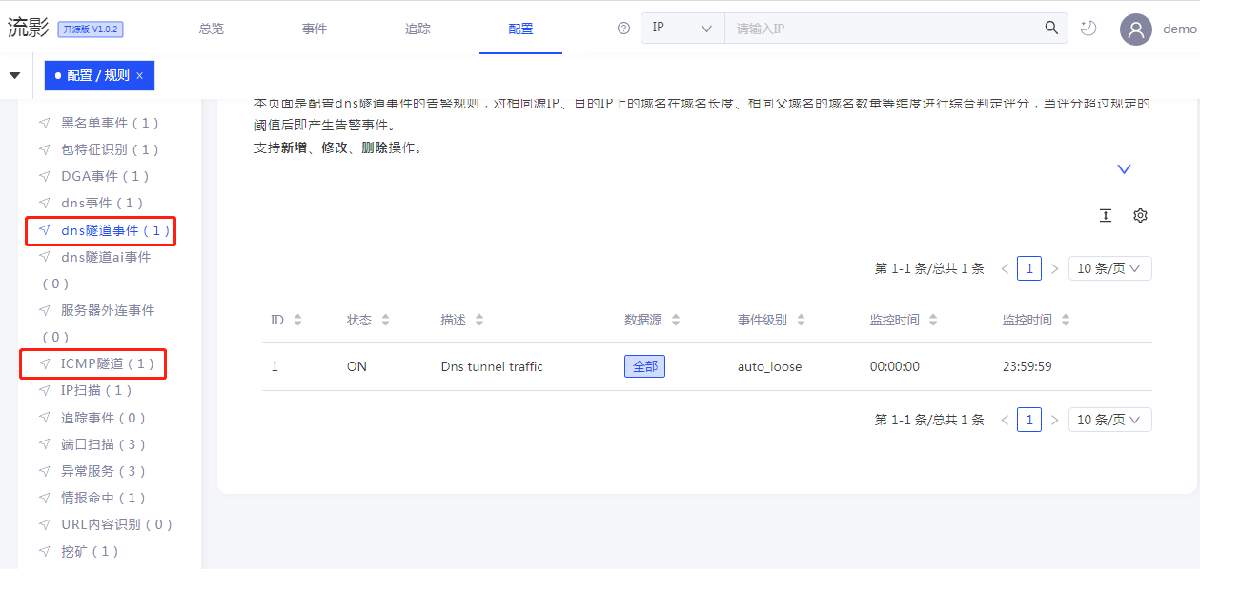 流影 开源版 V1.0.2
总览 事件 追踪 配置
IP 请输入IP demo
配置 / 规则 ×
黑名单事件 ( 1 )
包特征识别 ( 1 )
DGA事件 ( 1 )
dns事件 ( 1 )
dns隧道事件 ( 1 )
dns隧道ai事件
( 0 )
服务器外连事件
( 0 )
ICMP隧道 ( 1 )
IP扫描 ( 1 )
追踪事件 ( 0 )
端口扫描 ( 3 )
异常服务 ( 3 )
情报命中 ( 1 )
URL内容识别 ( 0 )
挖矿 ( 1 )
本页面是配置dns隧道事件的告警规则，对相同源IP、目的IP上的域名在域名长度、相同父域名的域名数量等维度进行综合判定评分，当评分超过规定的
阈值后即产生告警事件。
支持新增、修改、删除操作。
第 1-1 条/总共 1 条 < 1 > 10 条/页
ID 状态 描述 数据源 事件级别 监控时间 监控时间
1 ON Dns tunnel traffic 全部 auto_loose 00:00:00 23:59:59
第 1-1 条/总共 1 条 < 1 > 10 条/页